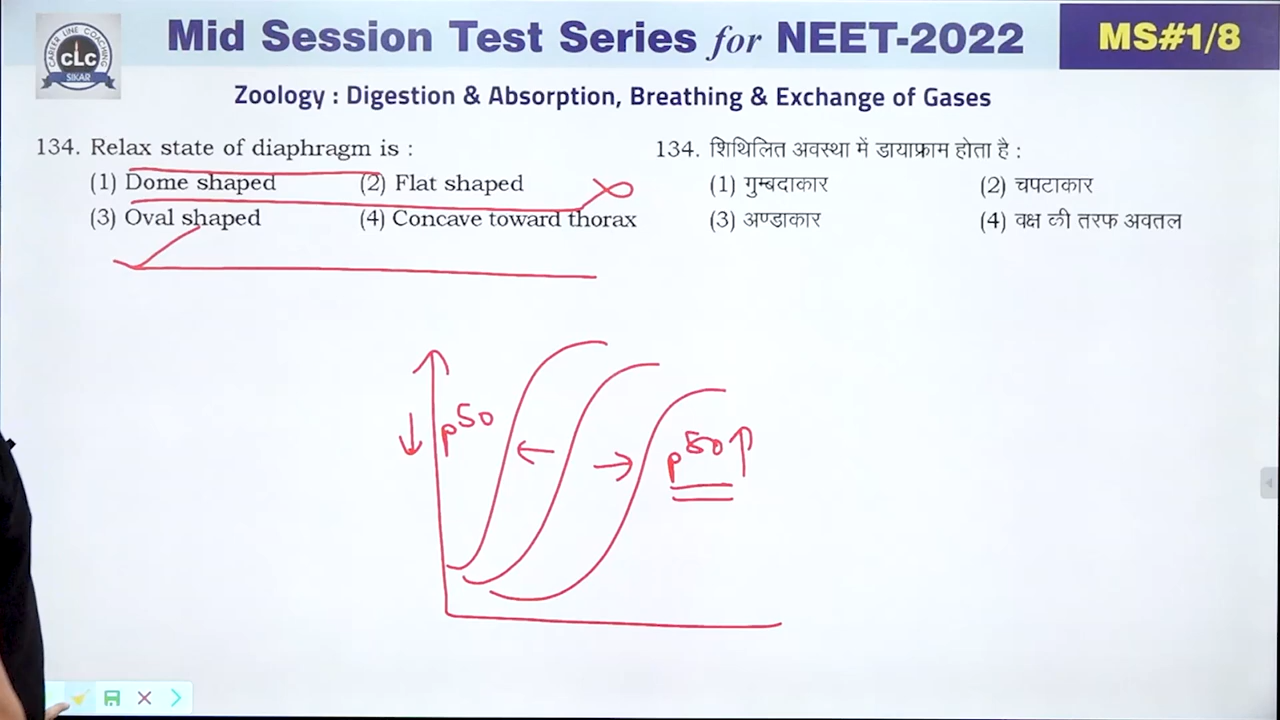 Mid Session Test Series for NEET-2022
MS#1/8
CAREER LINE COACHING
CLC
SIKAR
Zoology : Digestion & Absorption, Breathing & Exchange of Gases
134. Relax state of diaphragm is :
(1) Dome shaped (2) Flat shaped
(3) Oval shaped (4) Concave toward thorax
134. शिथिलित अवस्था में डायाफ्राम होता है :
(1) गुम्बदाकार (2) चपटाकार
(3) अण्डाकार (4) वक्ष की तरफ अवतल
↓ p50
p50 ↑